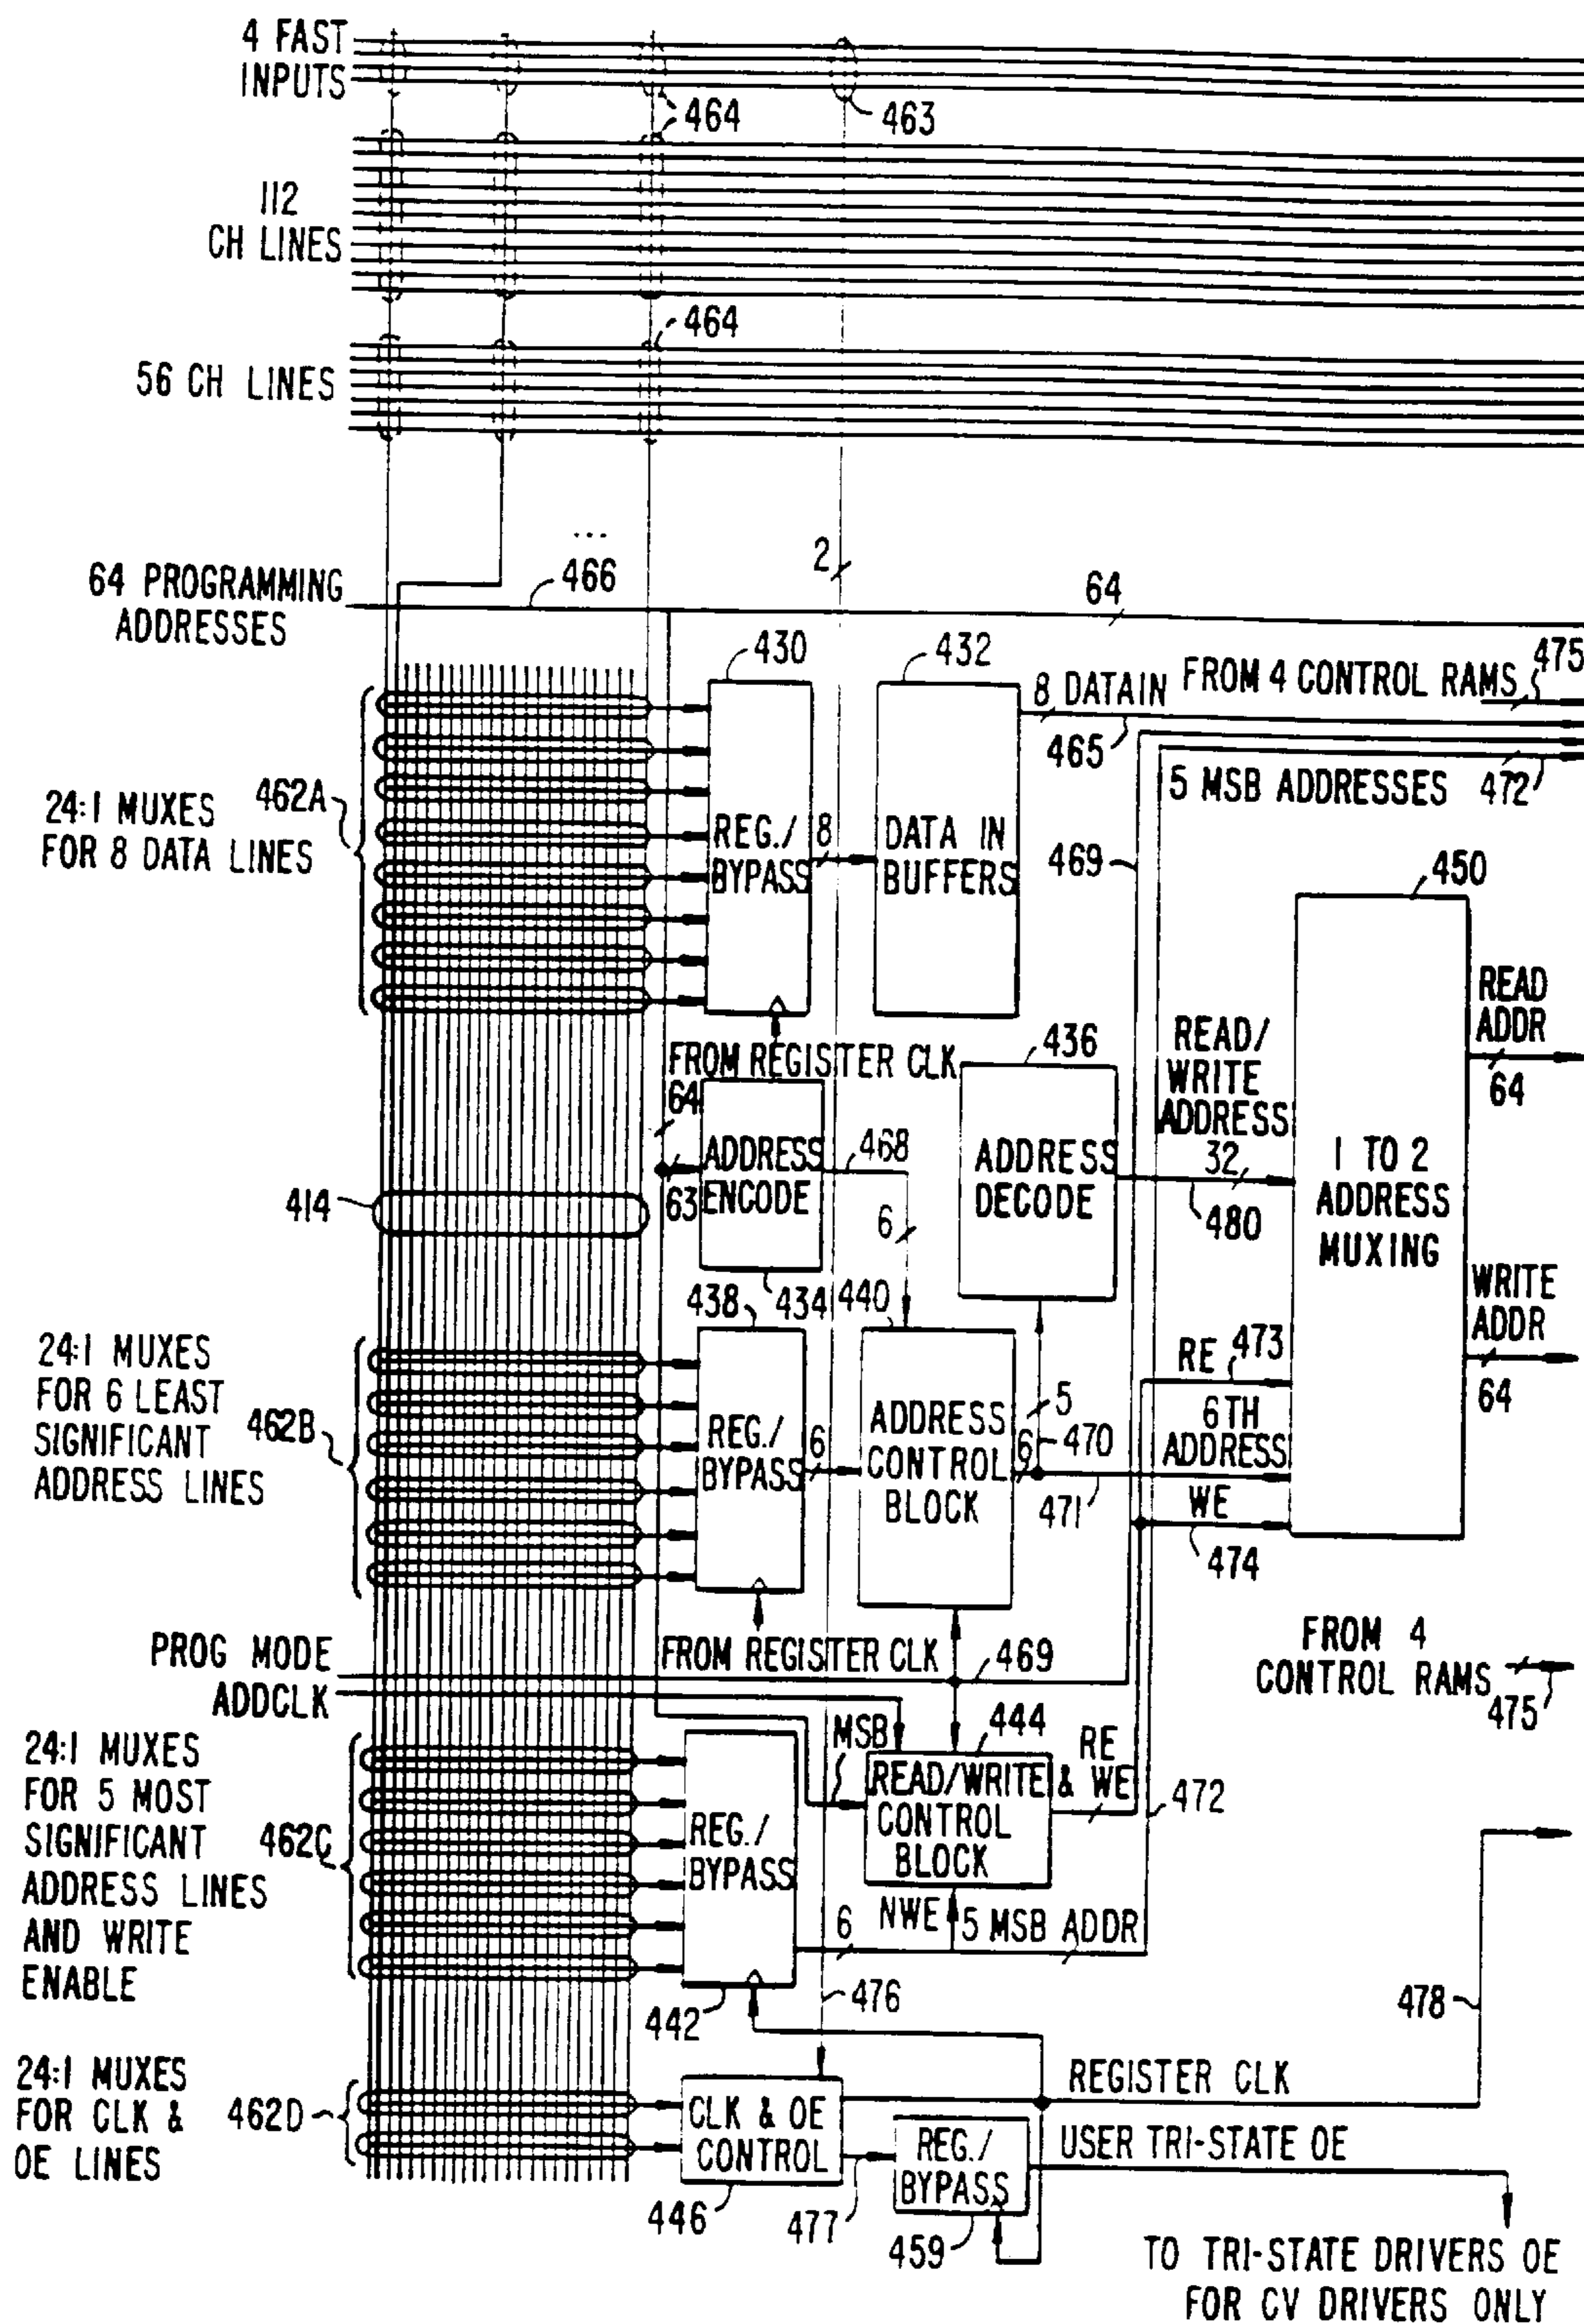 4 FAST
INPUTS
464
463
112
CH LINES
464
56 CH LINES
...
2
64 PROGRAMMING
ADDRESSES
466
64
430
432
475
8 DATAIN
FROM 4 CONTROL RAMS
465
5 MSB ADDRESSES
472
24:1 MUXES
FOR 8 DATA LINES
462A
REG./
BYPASS
8
DATA IN
BUFFERS
469
450
READ
ADDR
64
FROM REGISTER CLK
436
READ/
WRITE
ADDRESS
32
480
64
63
ADDRESS
ENCODE
468
6
ADDRESS
DECODE
1 TO 2
ADDRESS
MUXING
414
434
438
440
WRITE
ADDR
64
24:1 MUXES
FOR 6 LEAST
SIGNIFICANT
ADDRESS LINES
462B
REG./
BYPASS
6
ADDRESS
CONTROL
BLOCK
6
5
470
471
RE
473
6TH
ADDRESS
WE
474
FROM REGISTER CLK
469
PROG MODE
ADDCLK
FROM 4
CONTROL RAMS
475
24:1 MUXES
FOR 5 MOST
SIGNIFICANT
ADDRESS LINES
AND WRITE
ENABLE
462C
REG./
BYPASS
MSB
444
READ/WRITE
CONTROL
BLOCK
RE
& WE
472
6
NWE
5 MSB ADDR
442
476
478
24:1 MUXES
FOR CLK &
OE LINES
462D
CLK & OE
CONTROL
REGISTER CLK
REG./
BYPASS
USER TRI-STATE OE
446
477
459
TO TRI-STATE DRIVERS OE
FOR CV DRIVERS ONLY